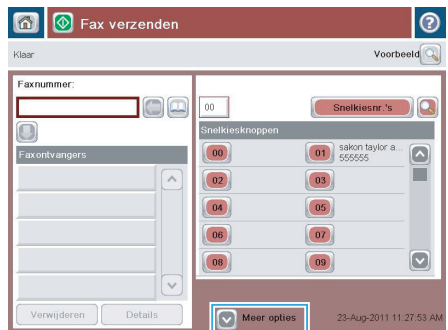 Fax verzenden
Klaar
Voorbeeld
Faxnummer:
00
Snelkiesnr.'s
Snelkiesknoppen
Faxontvangers
00
01 sakon taylor a...
555555
02 03
04 05
06 07
08 09
Verwijderen Details
Meer opties
23-Aug-2011 11:27:53 AM